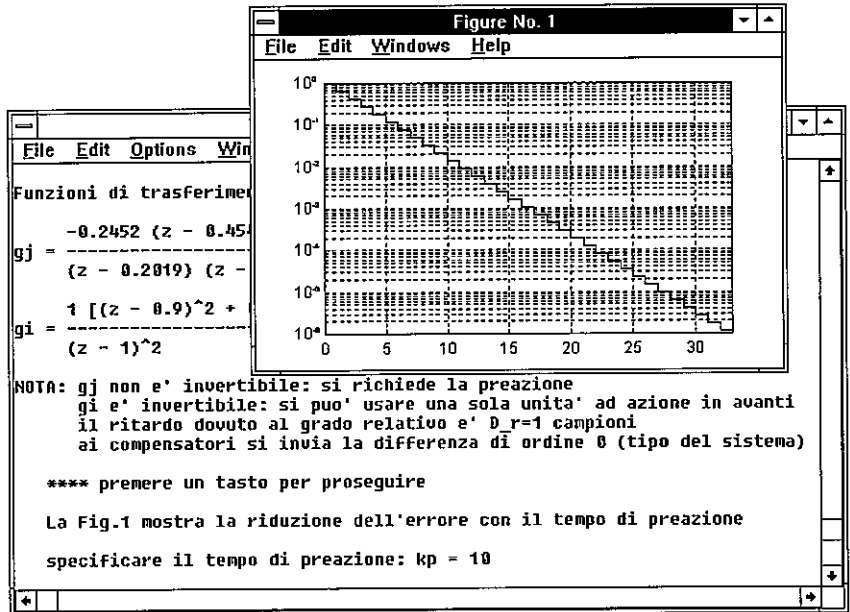 Figure No. 1
File Edit Windows Help
10⁰
10⁻¹
10⁻²
10⁻³
10⁻⁴
10⁻⁵
10⁻⁶
0 5 10 15 20 25 30
File Edit Options Win
Funzioni di trasferimen
-0.2452 (z - 0.454
gj = --------------------
(z - 0.2019) (z -
1 [(z - 0.9)^2 +
gi = --------------------
(z - 1)^2
NOTA: gj non e' invertibile: si richiede la preazione
gi e' invertibile: si puo' usare una sola unita' ad azione in avanti
il ritardo dovuto al grado relativo e' D_r=1 campioni
ai compensatori si invia la differenza di ordine 0 (tipo del sistema)
**** premere un tasto per proseguire
La Fig.1 mostra la riduzione dell'errore con il tempo di preazione
specificare il tempo di preazione: kp = 10